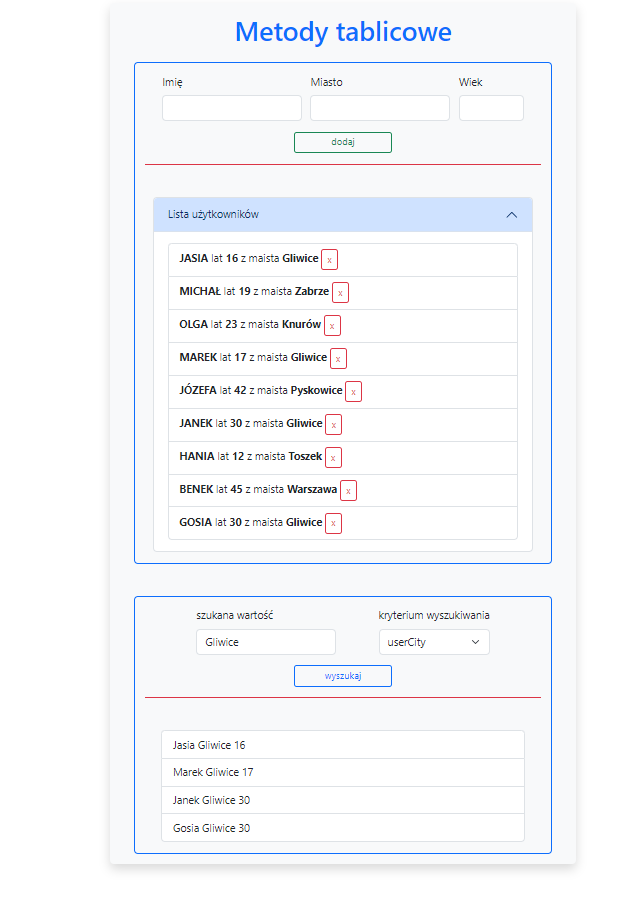 Metody tablicowe
Imię Miasto Wiek
dodaj
Lista użytkowników
JASIA lat 16 z maista Gliwice x
MICHAŁ lat 19 z maista Zabrze x
OLGA lat 23 z maista Knurów x
MAREK lat 17 z maista Gliwice x
JÓZEFA lat 42 z maista Pyskowice x
JANEK lat 30 z maista Gliwice x
HANIA lat 12 z maista Toszek x
BENEK lat 45 z maista Warszawa x
GOSIA lat 30 z maista Gliwice x
szukana wartość kryterium wyszukiwania
Gliwice userCity
wyszukaj
Jasia Gliwice 16
Marek Gliwice 17
Janek Gliwice 30
Gosia Gliwice 30